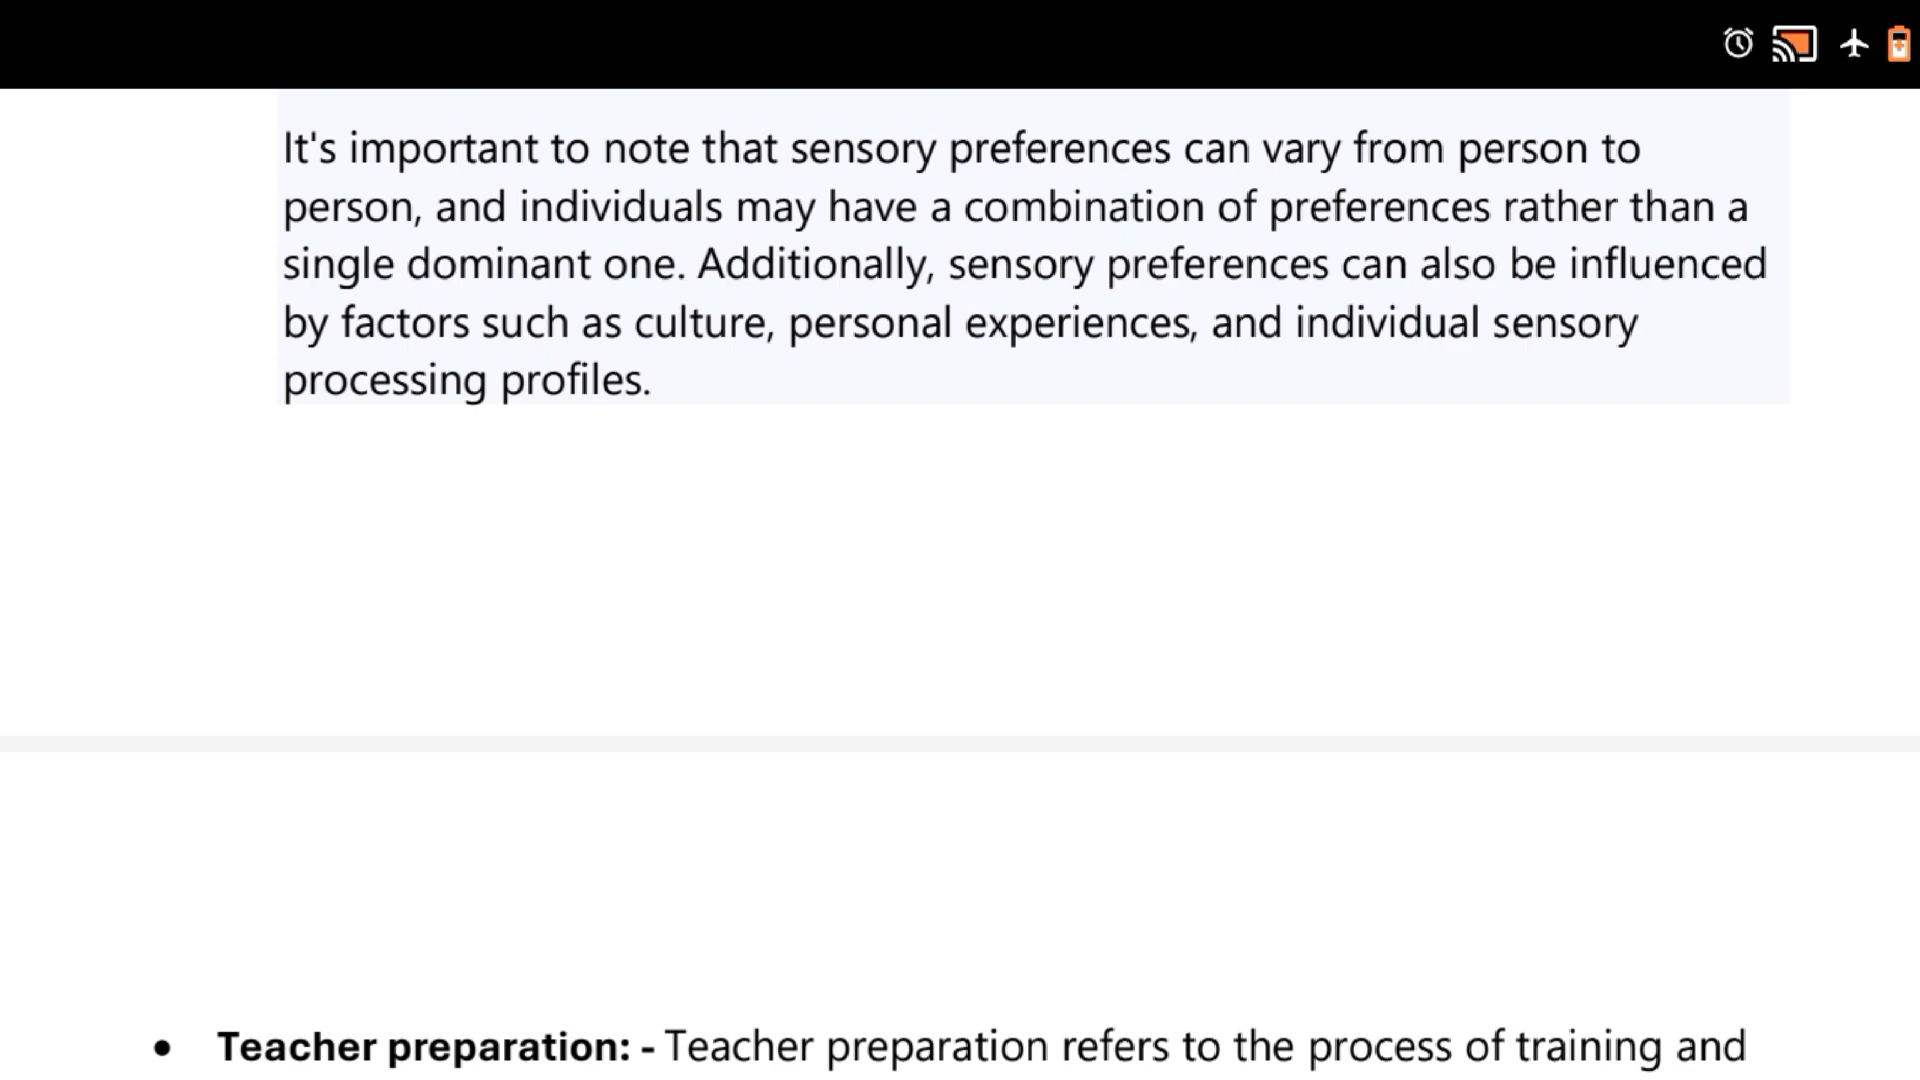 It's important to note that sensory preferences can vary from person to
person, and individuals may have a combination of preferences rather than a
single dominant one. Additionally, sensory preferences can also be influenced
by factors such as culture, personal experiences, and individual sensory
processing profiles.
• Teacher preparation: - Teacher preparation refers to the process of training and